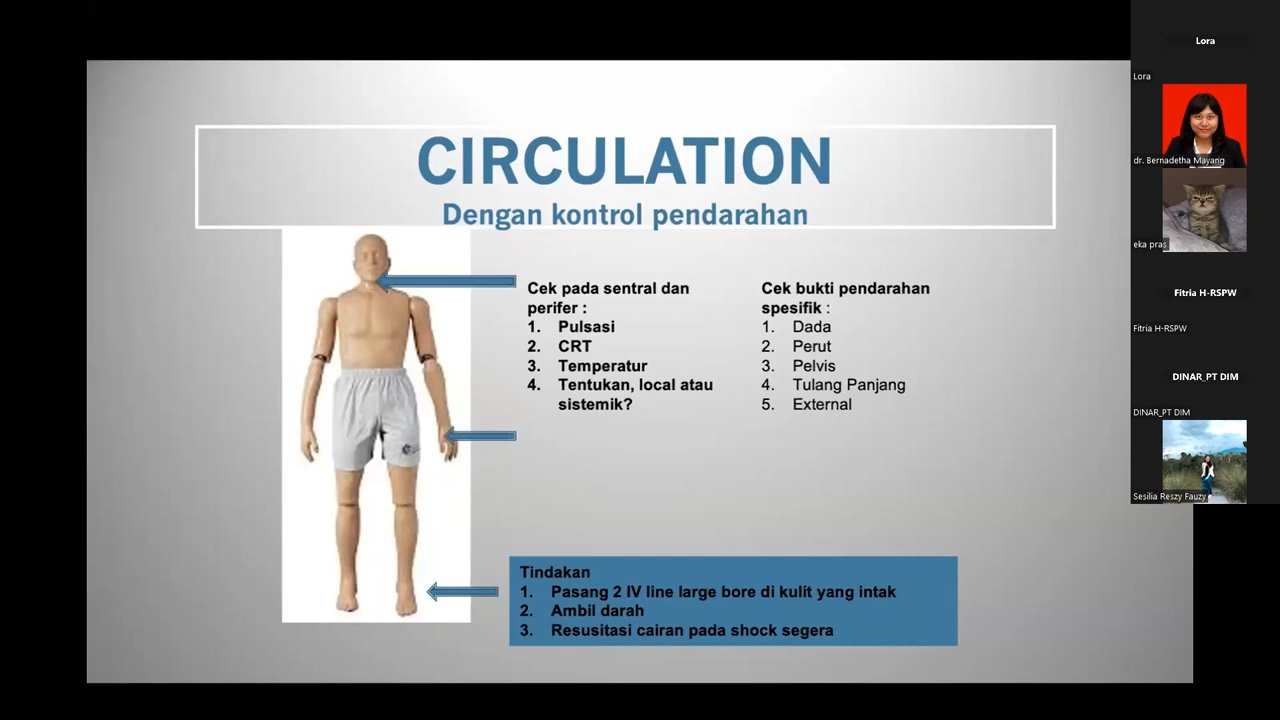 CIRCULATION
Dengan kontrol pendarahan
Cek pada sentral dan
perifer :
1. Pulsasi
2. CRT
3. Temperatur
4. Tentukan, local atau
sistemik?
Cek bukti pendarahan
spesifik :
1. Dada
2. Perut
3. Pelvis
4. Tulang Panjang
5. External
Tindakan
1. Pasang 2 IV line large bore di kulit yang intak
2. Ambil darah
3. Resusitasi cairan pada shock segera
Lora
Lora
dr. Bernadetha Mayang
eka pras
Fitria H-RSPW
Fitria H-RSPW
DINAR_PT DIM
DINAR_PT DIM
Sesilia Reszy Fauzy